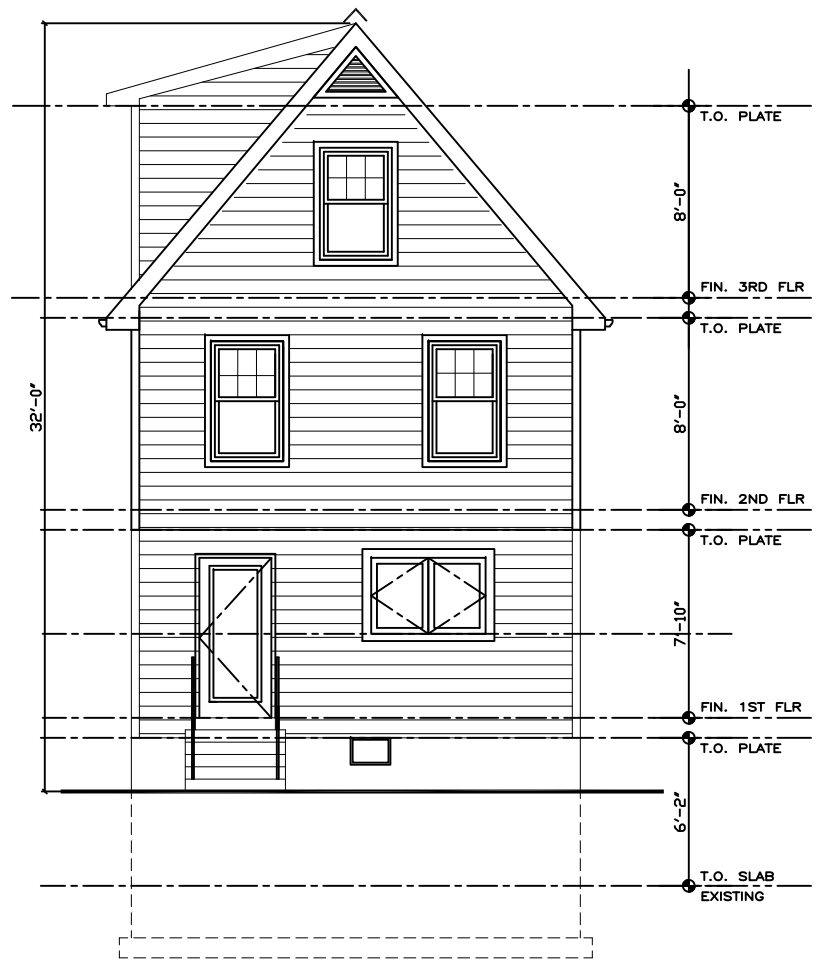 T.O. PLATE
8'-0"
FIN. 3RD FLR
T.O. PLATE
32'-0"
8'-0"
FIN. 2ND FLR
T.O. PLATE
7'-10"
FIN. 1ST FLR
T.O. PLATE
6'-2"
T.O. SLAB
EXISTING